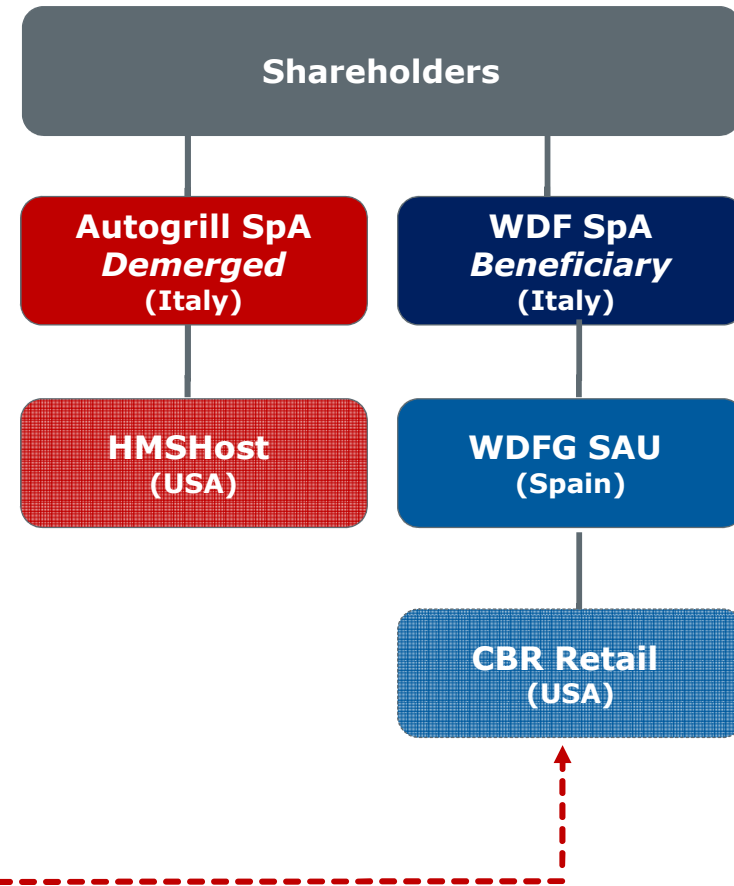 Shareholders
Autogrill SpA
Demerged
(Italy)
WDF SpA
Beneficiary
(Italy)
HMSHost
(USA)
WDFG SAU
(Spain)
CBR Retail
(USA)